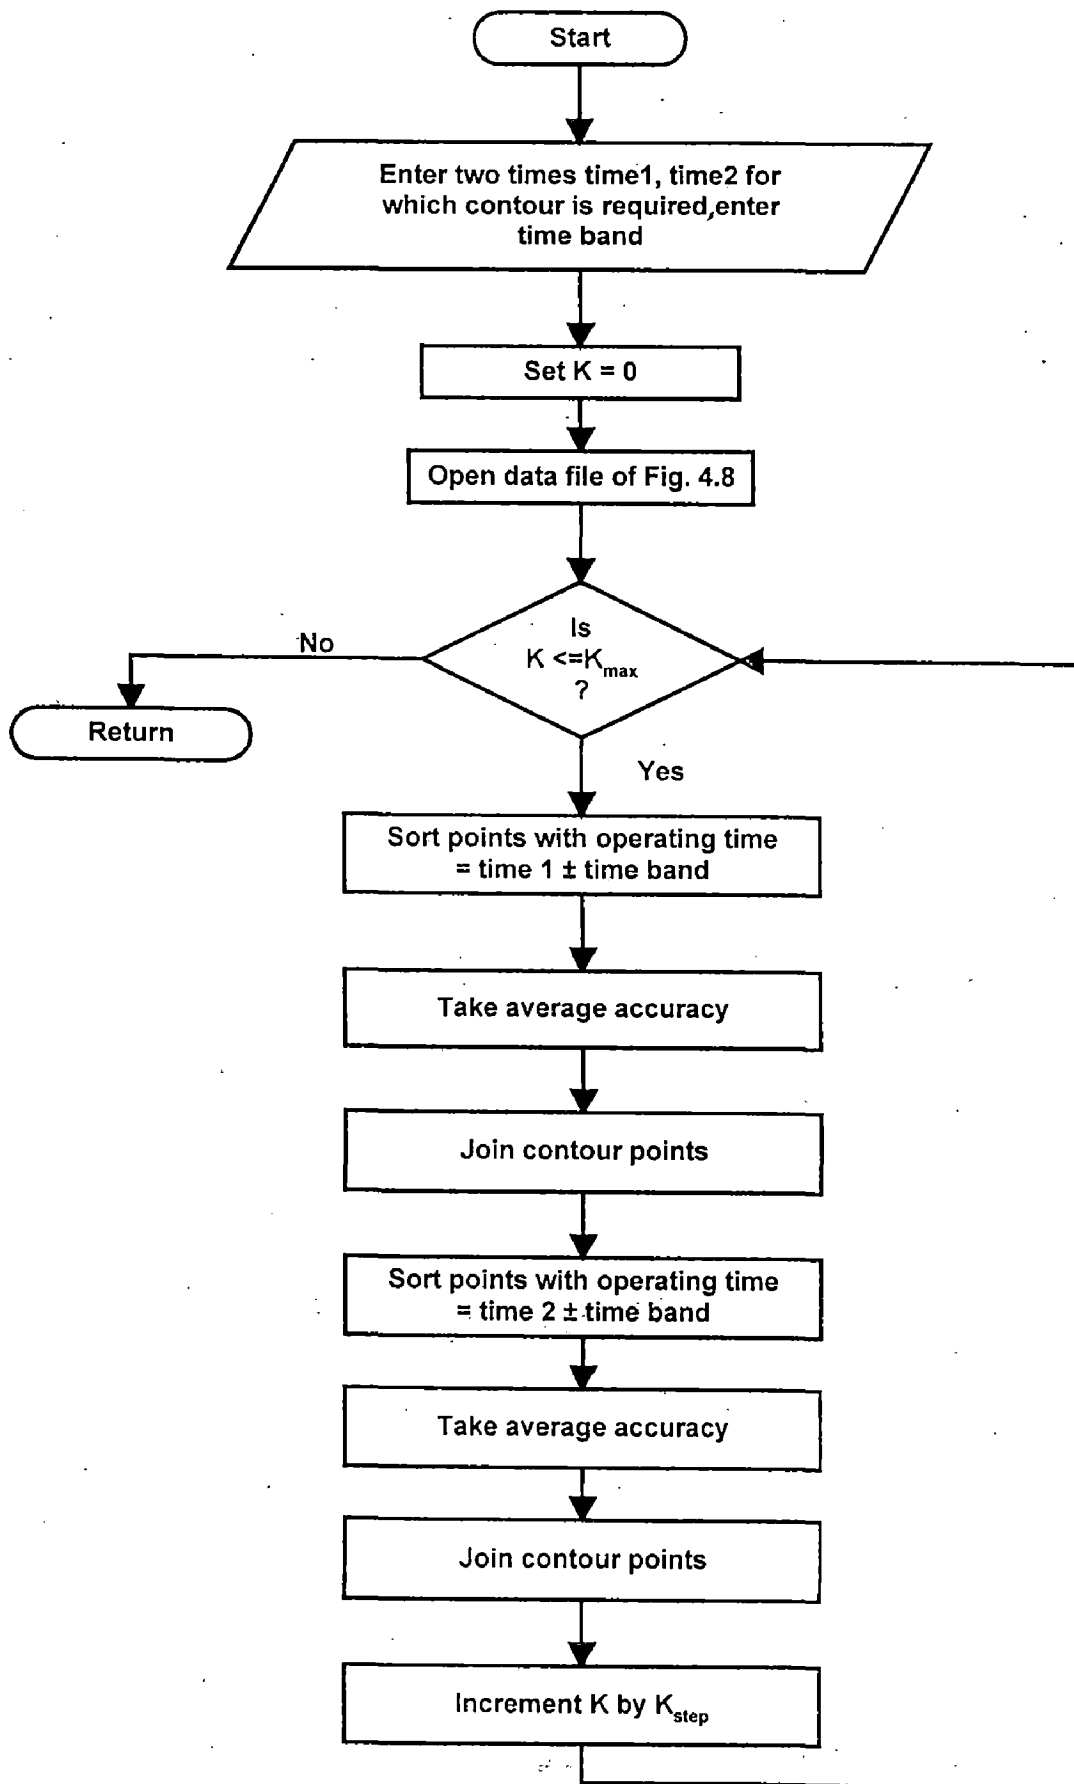 Start
Enter two times time1, time2 for
which contour is required,enter
time band
Set K = 0
Open data file of Fig. 4.8
Is
K <=Kmax
?
No
Return
Yes
Sort points with operating time
= time 1 ± time band
Take average accuracy
Join contour points
Sort points with operating time
= time 2 ± time band
Take average accuracy
Join contour points
Increment K by Kstep